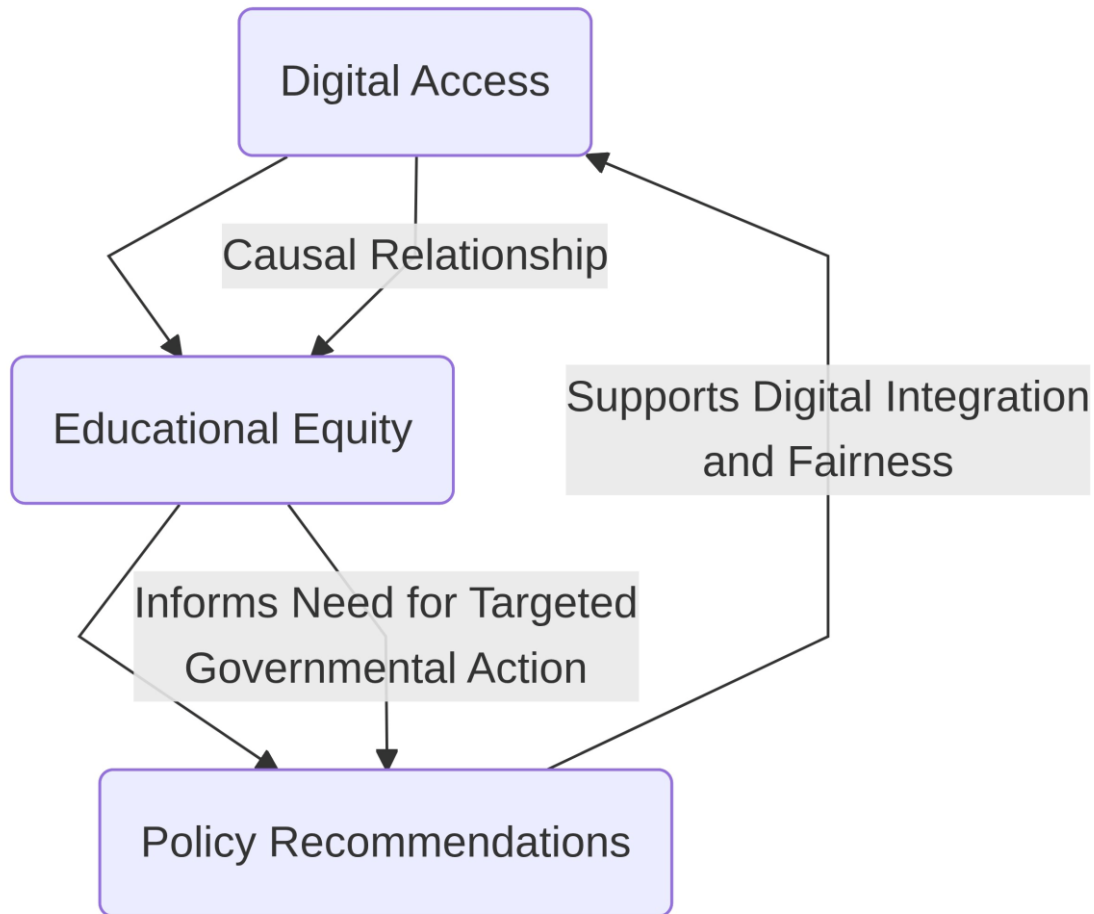 Digital Access
Causal Relationship
Educational Equity
Supports Digital Integration
and Fairness
Informs Need for Targeted
Governmental Action
Policy Recommendations